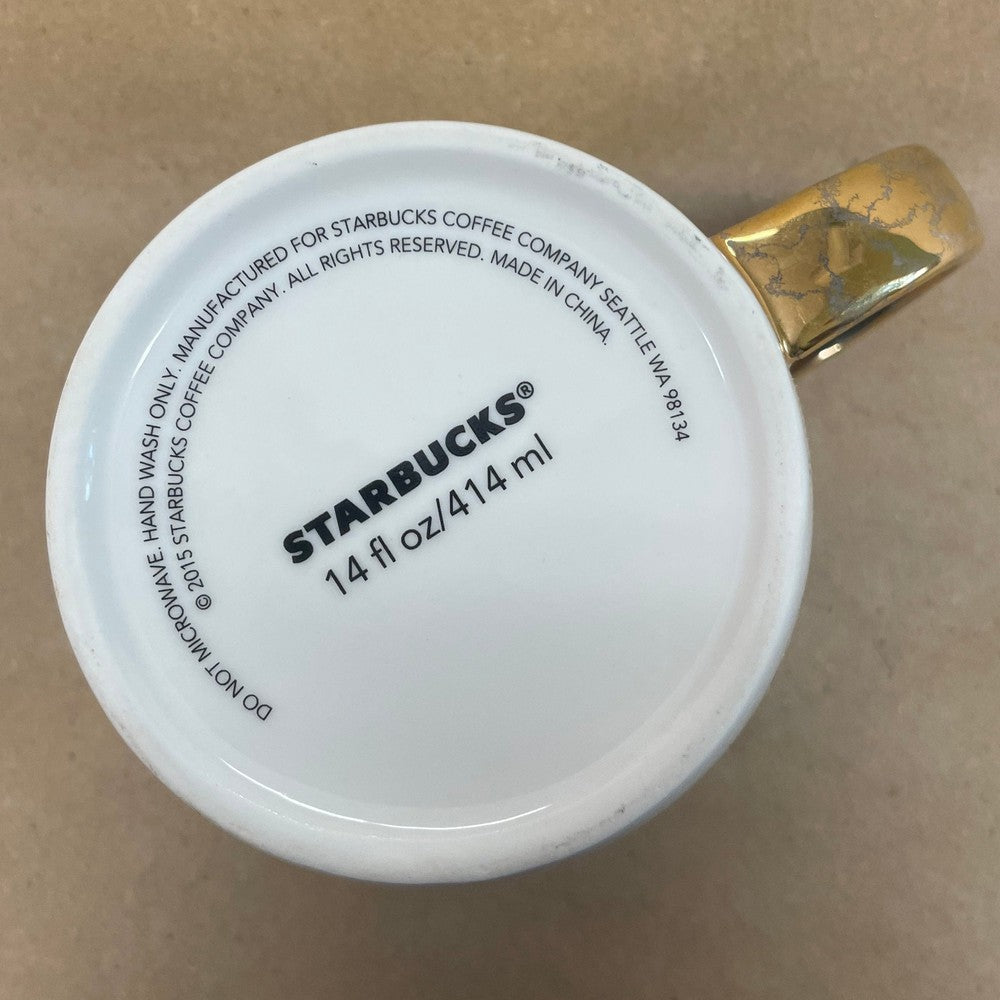 DO NOT MICROWAVE. HAND WASH ONLY. MANUFACTURED FOR STARBUCKS COFFEE COMPANY SEATTLE WA 98134
© 2015 STARBUCKS COFFEE COMPANY. ALL RIGHTS RESERVED. MADE IN CHINA.
STARBUCKS®
14 fl oz/414 ml